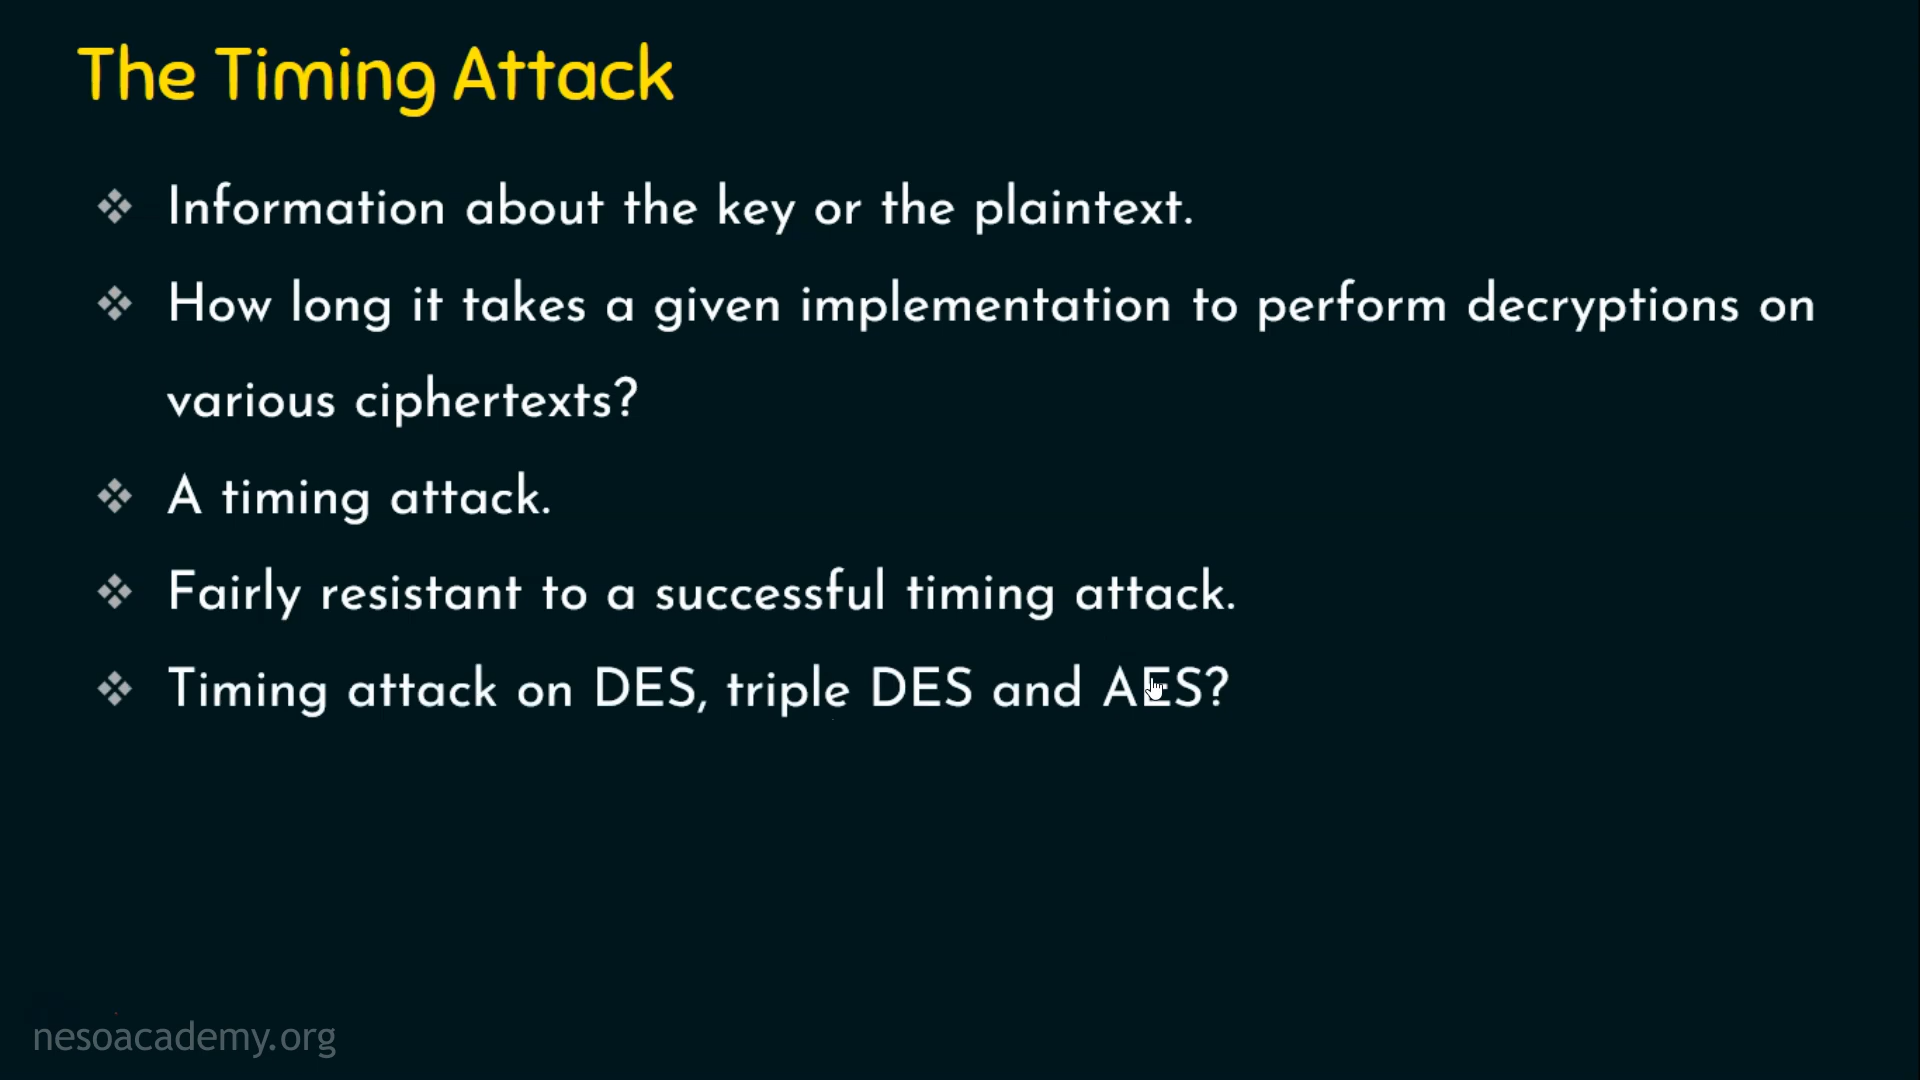 The Timing Attack
Information about the key or the plaintext.
How long it takes a given implementation to perform decryptions on
various ciphertexts?
A timing attack.
Fairly resistant to a successful timing attack.
Timing attack on DES, triple DES and AES?
nesoacademy.org